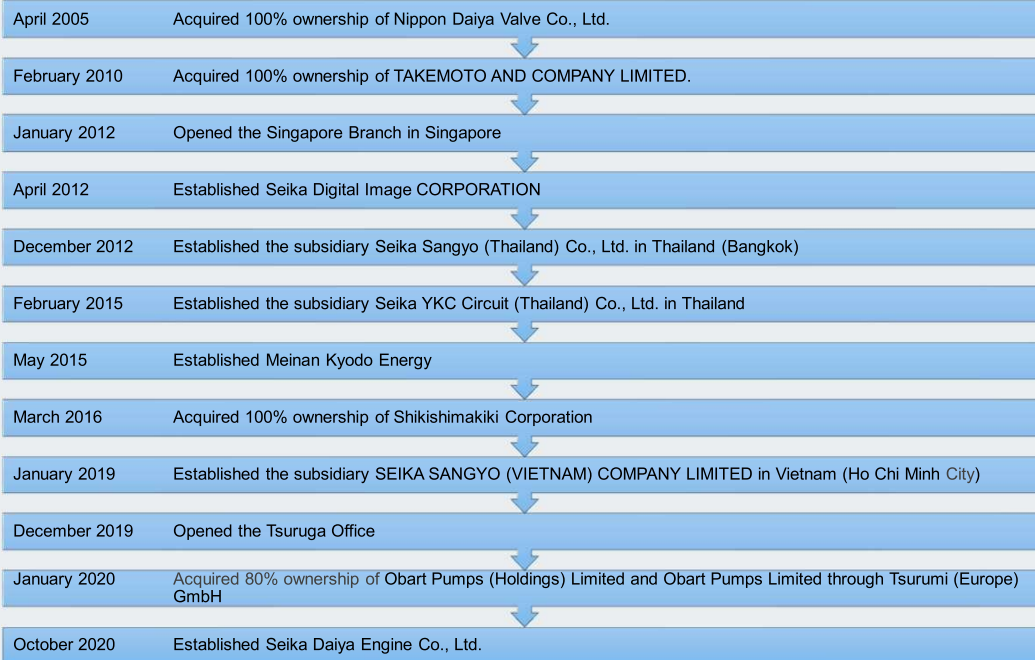 April 2005 Acquired 100% ownership of Nippon Daiya Valve Co., Ltd.
February 2010 Acquired 100% ownership of TAKEMOTO AND COMPANY LIMITED.
January 2012 Opened the Singapore Branch in Singapore
April 2012 Established Seika Digital Image CORPORATION
December 2012 Established the subsidiary Seika Sangyo (Thailand) Co., Ltd. in Thailand (Bangkok)
February 2015 Established the subsidiary Seika YKC Circuit (Thailand) Co., Ltd. in Thailand
May 2015 Established Meinan Kyodo Energy
March 2016 Acquired 100% ownership of Shikishimakiki Corporation
January 2019 Established the subsidiary SEIKA SANGYO (VIETNAM) COMPANY LIMITED in Vietnam (Ho Chi Minh City)
December 2019 Opened the Tsuruga Office
January 2020 Acquired 80% ownership of Obart Pumps (Holdings) Limited and Obart Pumps Limited through Tsurumi (Europe)
GmbH
October 2020 Established Seika Daiya Engine Co., Ltd.